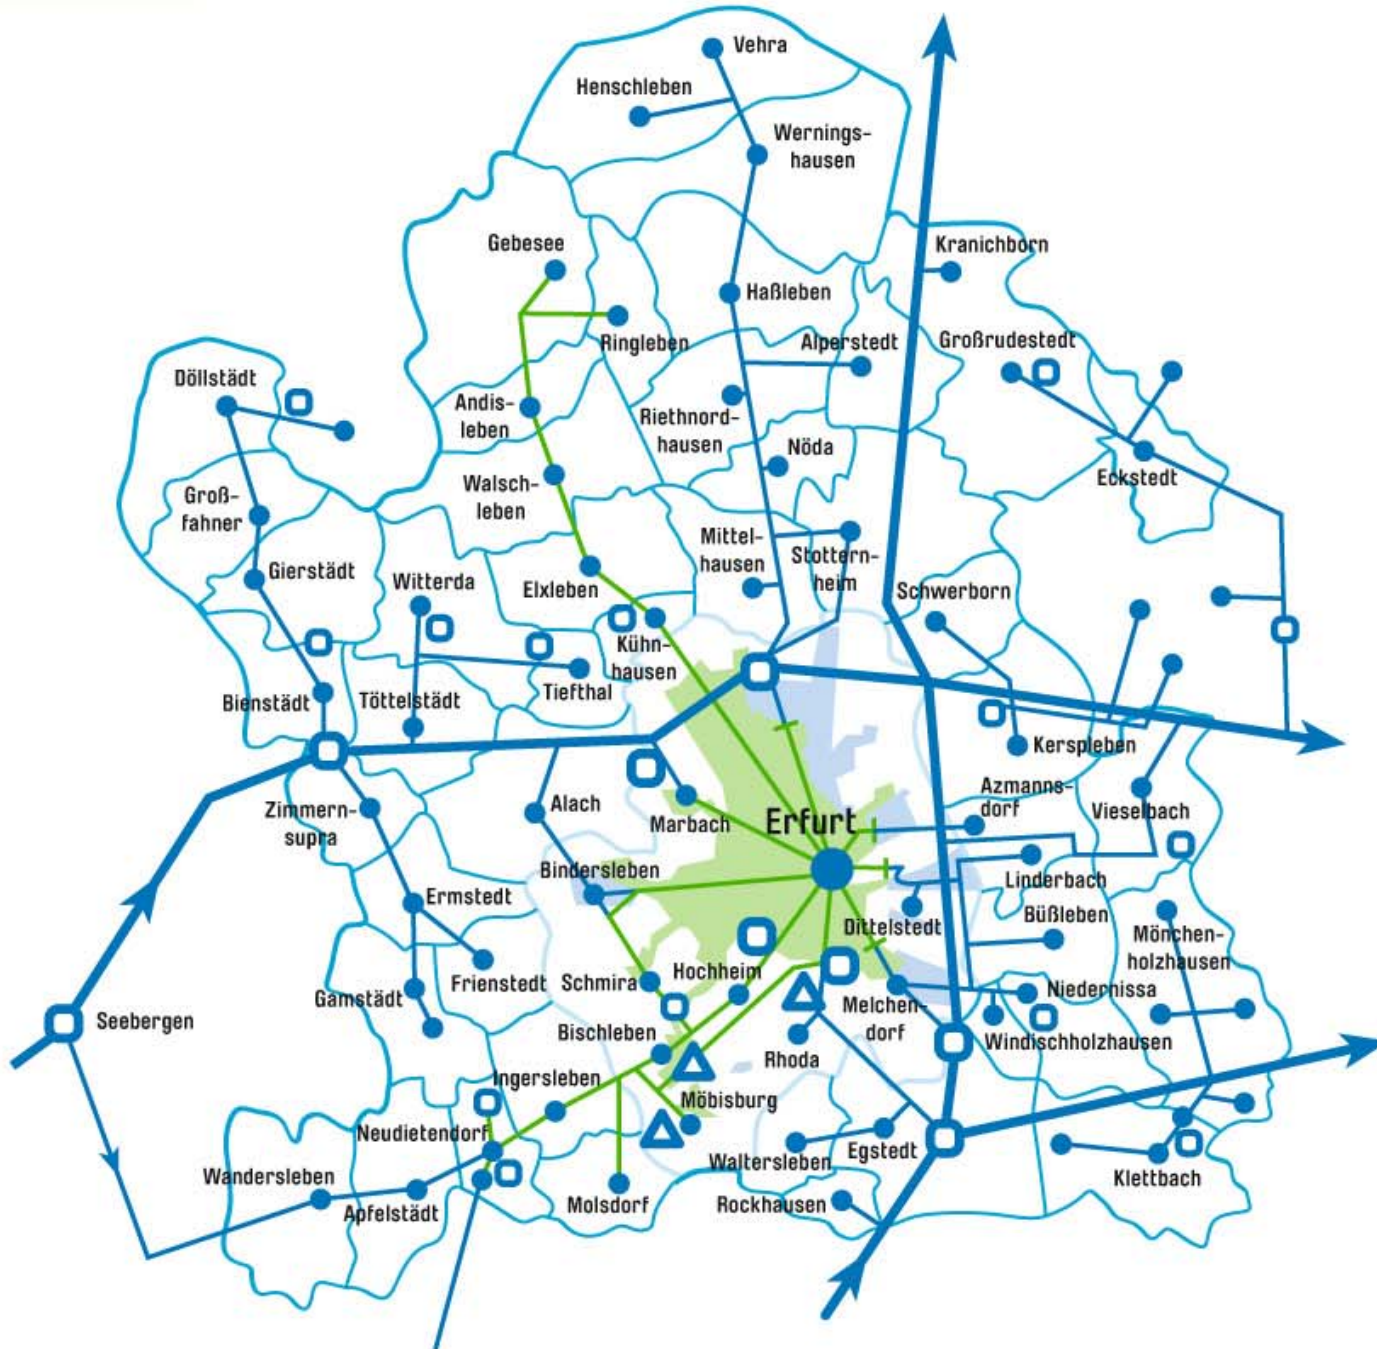 Vehra
Henschleben
Wernings-
hausen
Gebesee
Kranichborn
Haßleben
Ringleben
Alperstedt
Großrudestedt
Döllstädt
Andis-
leben
Riethnord-
hausen
Nöda
Eckstedt
Walsch-
leben
Groß-
fahner
Mittel-
hausen
Stottern-
heim
Gierstädt
Witterda
Elxleben
Schwerborn
Kühn-
hausen
Tiefthal
Bienstädt
Töttelstädt
Kerspleben
Zimmern-
supra
Alach
Marbach
Erfurt
Azmanns-
dorf
Vieselbach
Bindersleben
Linderbach
Ermstedt
Dittelstedt
Büßleben
Mönchen-
holzhausen
Frienstedt
Gamstädt
Schmira
Hochheim
Melchen-
dorf
Niedernissa
Seebergen
Bischleben
Rhoda
Windischholzhausen
Ingersleben
Möbisburg
Neudietendorf
Waltersleben
Egstedt
Wandersleben
Apfelstädt
Molsdorf
Rockhausen
Klettbach